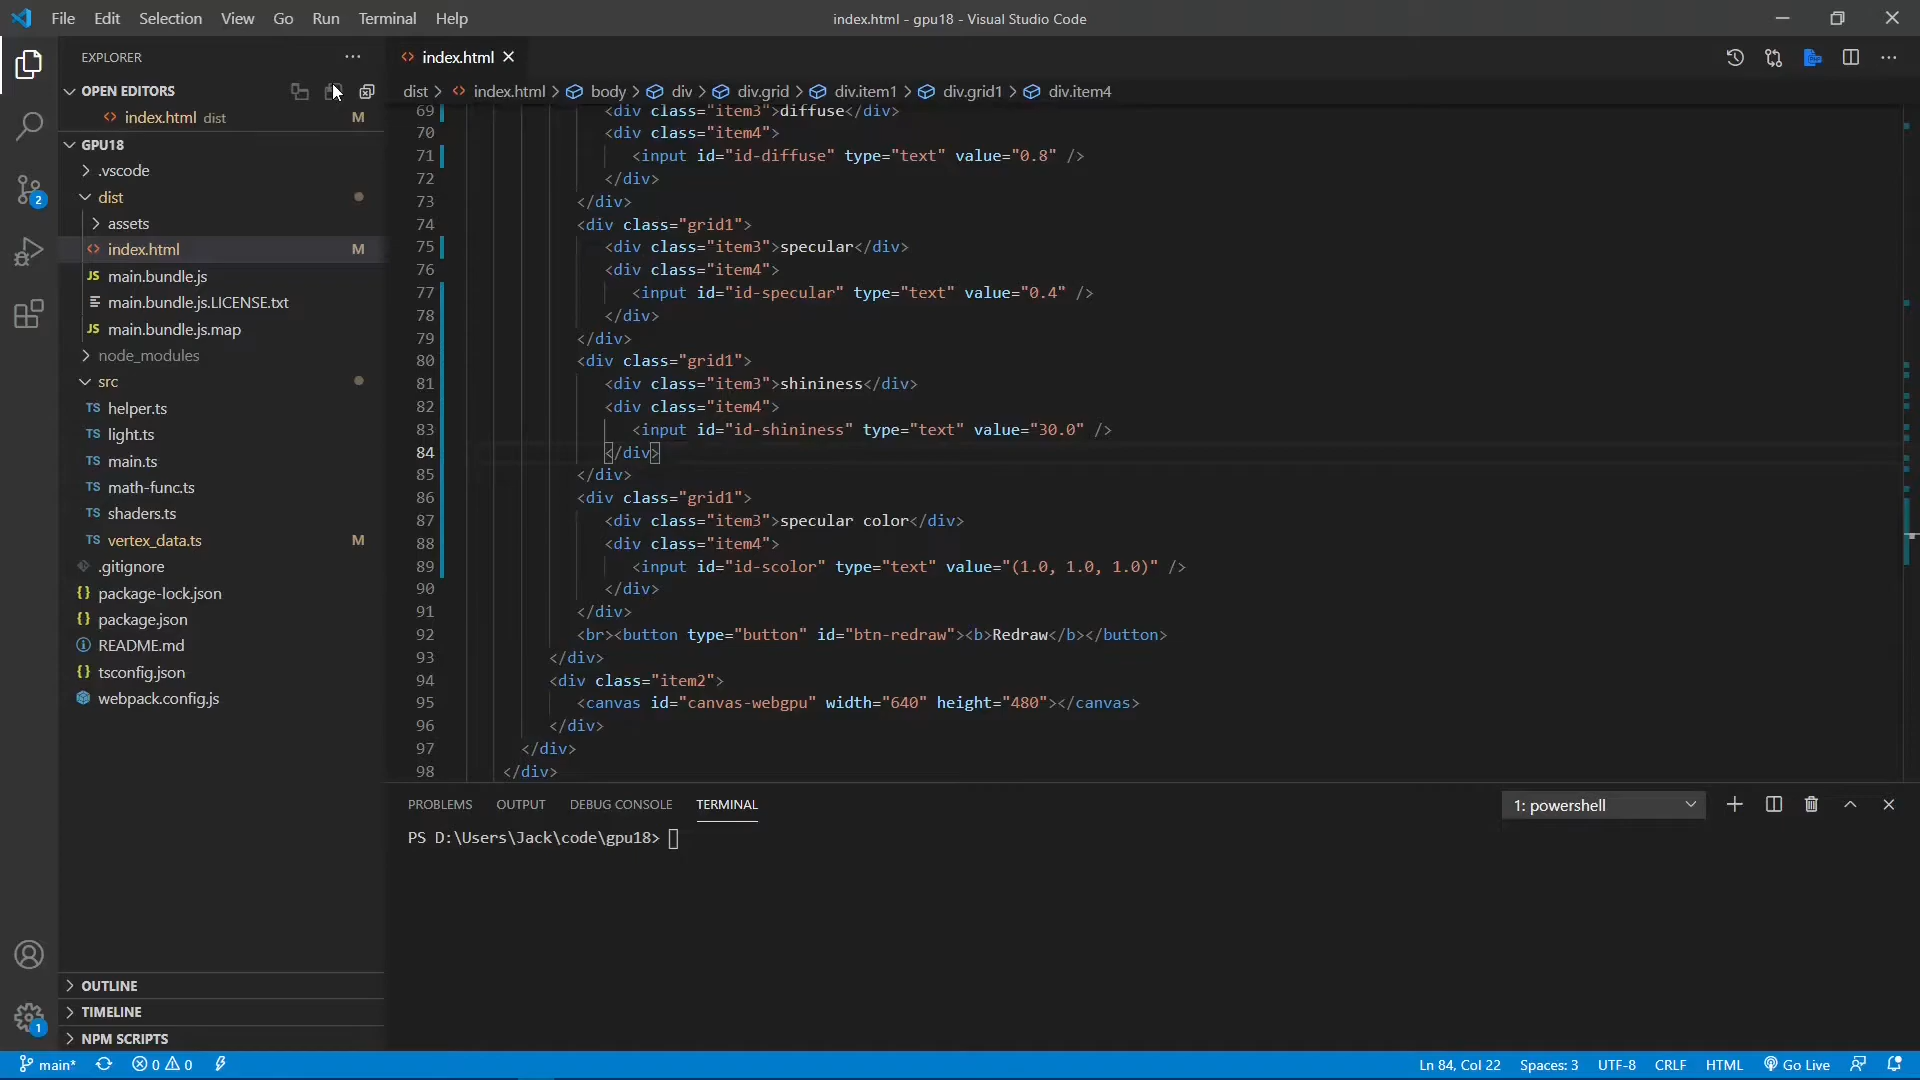 File Edit Selection View Go Run Terminal Help
index.html - gpu18 - Visual Studio Code
EXPLORER
OPEN EDITORS
index.html dist M
GPU18
.vscode
dist
assets
index.html M
JS main.bundle.js
main.bundle.js.LICENSE.txt
JS main.bundle.js.map
node_modules
src
TS helper.ts
TS light.ts
TS main.ts
TS math-func.ts
TS shaders.ts
TS vertex_data.ts M
.gitignore
{} package-lock.json
{} package.json
README.md
{} tsconfig.json
webpack.config.js
OUTLINE
TIMELINE
NPM SCRIPTS
2
1
index.html
dist > index.html > body > div > div.grid > div.item1 > div.grid1 > div.item4
69 <div class="item3">diffuse</div>
70 <div class="item4">
71 <input id="id-diffuse" type="text" value="0.8" />
72 </div>
73 </div>
74 <div class="grid1">
75 <div class="item3">specular</div>
76 <div class="item4">
77 <input id="id-specular" type="text" value="0.4" />
78 </div>
79 </div>
80 <div class="grid1">
81 <div class="item3">shininess</div>
82 <div class="item4">
83 <input id="id-shininess" type="text" value="30.0" />
84 </div>
85 </div>
86 <div class="grid1">
87 <div class="item3">specular color</div>
88 <div class="item4">
89 <input id="id-scolor" type="text" value="(1.0, 1.0, 1.0)" />
90 </div>
91 </div>
92 <br><button type="button" id="btn-redraw"><b>Redraw</b></button>
93 </div>
94 <div class="item2">
95 <canvas id="canvas-webgpu" width="640" height="480"></canvas>
96 </div>
97 </div>
98 </div>
PROBLEMS OUTPUT DEBUG CONSOLE TERMINAL
1: powershell
PS D:\Users\Jack\code\gpu18>
main* 0 0
Ln 84, Col 22 Spaces: 3 UTF-8 CRLF HTML Go Live